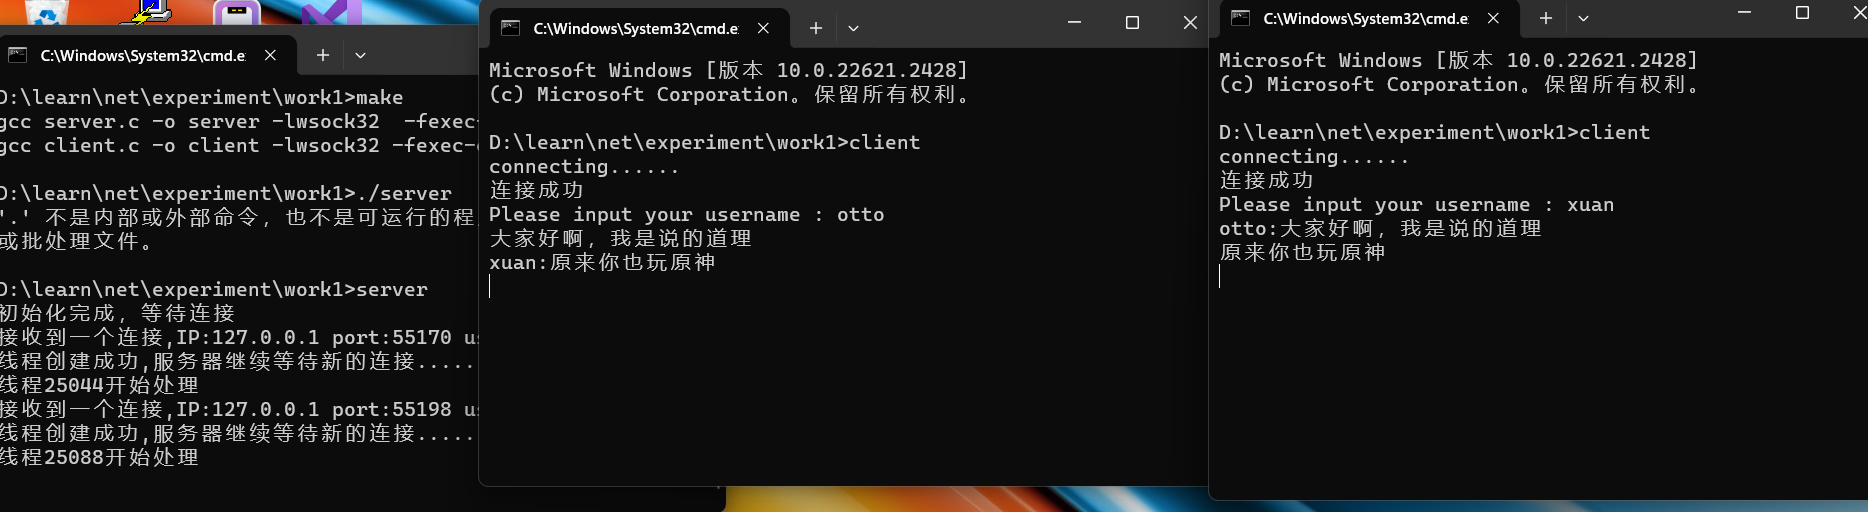 C:\Windows\System32\cmd.e
D:\learn\net\experiment\work1>make
gcc server.c -o server -lwsock32 -fexec-
gcc client.c -o client -lwsock32 -fexec-
D:\learn\net\experiment\work1>./server
'.' 不是内部或外部命令，也不是可运行的程
或批处理文件。
D:\learn\net\experiment\work1>server
初始化完成，等待连接
接收到一个连接,IP:127.0.0.1 port:55170
线程创建成功,服务器继续等待新的连接.....
线程25044开始处理
接收到一个连接,IP:127.0.0.1 port:55198
线程创建成功,服务器继续等待新的连接.....
线程25088开始处理
C:\Windows\System32\cmd.e
Microsoft Windows [版本 10.0.22621.2428]
(c) Microsoft Corporation。保留所有权利。
D:\learn\net\experiment\work1>client
connecting......
连接成功
Please input your username : otto
大家好啊，我是说的道理
xuan:原来你也玩原神
C:\Windows\System32\cmd.e
Microsoft Windows [版本 10.0.22621.2428]
(c) Microsoft Corporation。保留所有权利。
D:\learn\net\experiment\work1>client
connecting......
连接成功
Please input your username : xuan
otto:大家好啊，我是说的道理
原来你也玩原神